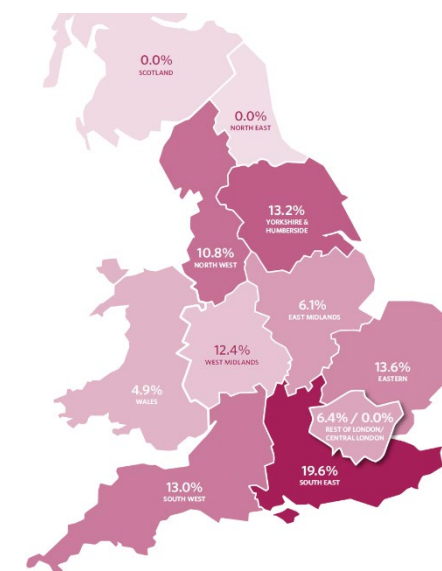 0.0%
SCOTLAND
0.0%
NORTH EAST
13.2%
YORKSHIRE &
HUMBERSIDE
10.8%
NORTH WEST
6.1%
EAST MIDLANDS
12.4%
WEST MIDLANDS
13.6%
EASTERN
4.9%
WALES
6.4% / 0.0%
REST OF LONDON/
CENTRAL LONDON
19.6%
SOUTH EAST
13.0%
SOUTH WEST